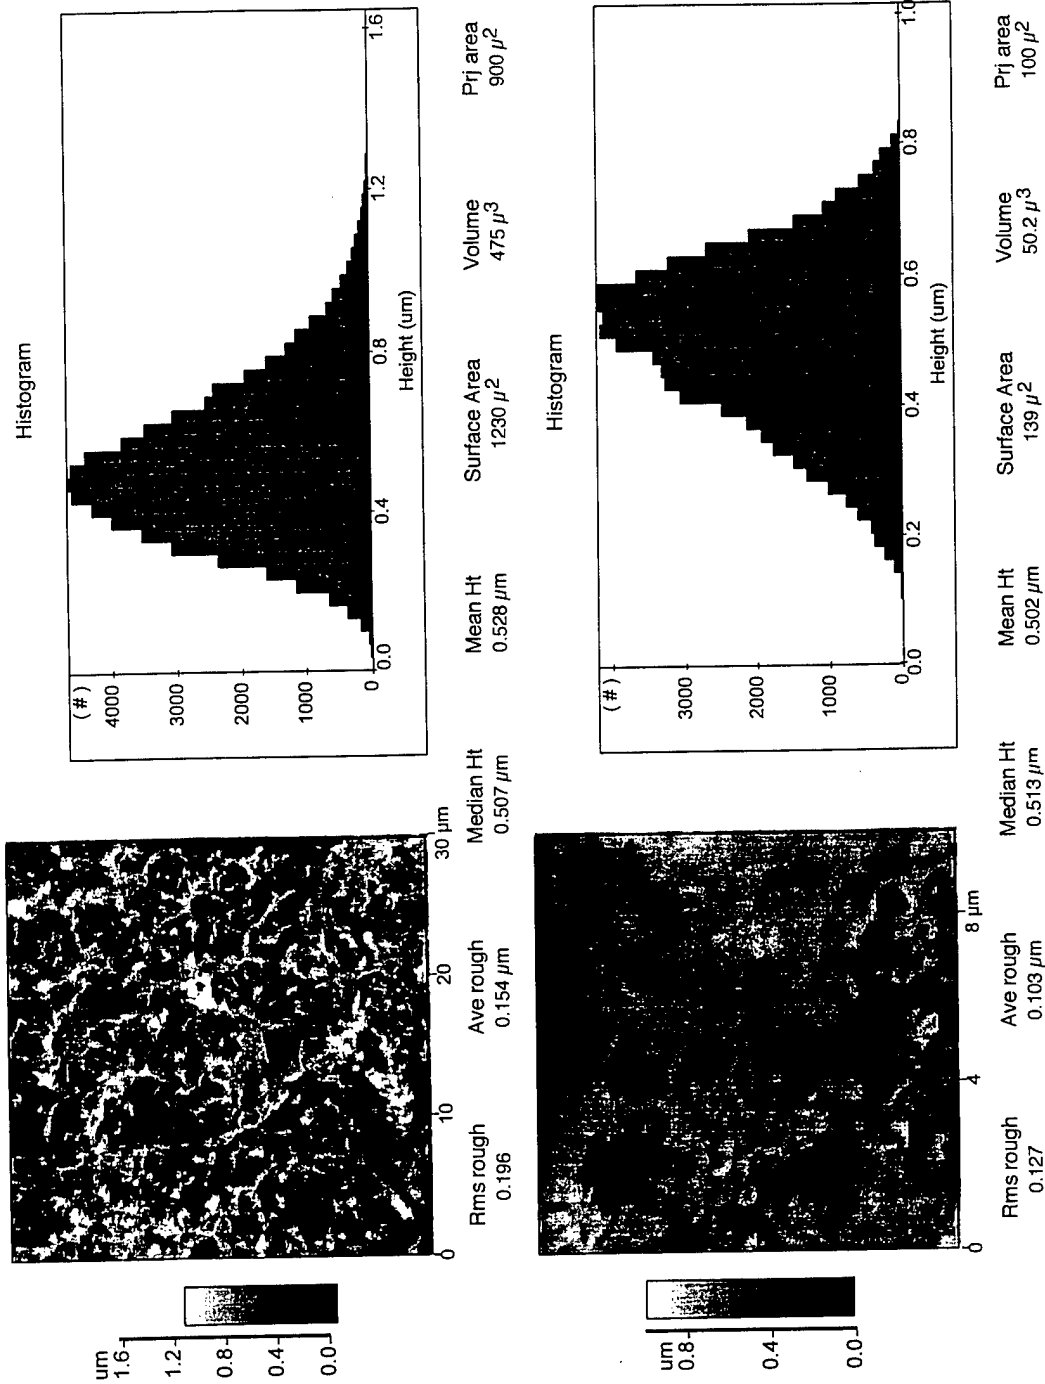 um
1.6
1.2
0.8
0.4
0.0
0
10
20
30 µm
Histogram
(#)
4000
3000
2000
1000
0
0.0
0.4
0.8
1.2
1.6
Height (um)
Rms rough Ave rough Median Ht Mean Ht Surface Area Volume Prj area
0.196 0.154 µm 0.507 µm 0.528 µm 1230 µ2 475 µ3 900 µ2
um
0.8
0.4
0.0
0
4
8 µm
Histogram
(#)
3000
2000
1000
0
0.0
0.2
0.4
0.6
0.8
1.0
Height (um)
Rms rough Ave rough Median Ht Mean Ht Surface Area Volume Prj area
0.127 0.103 µm 0.513 µm 0.502 µm 139 µ2 50.2 µ3 100 µ2